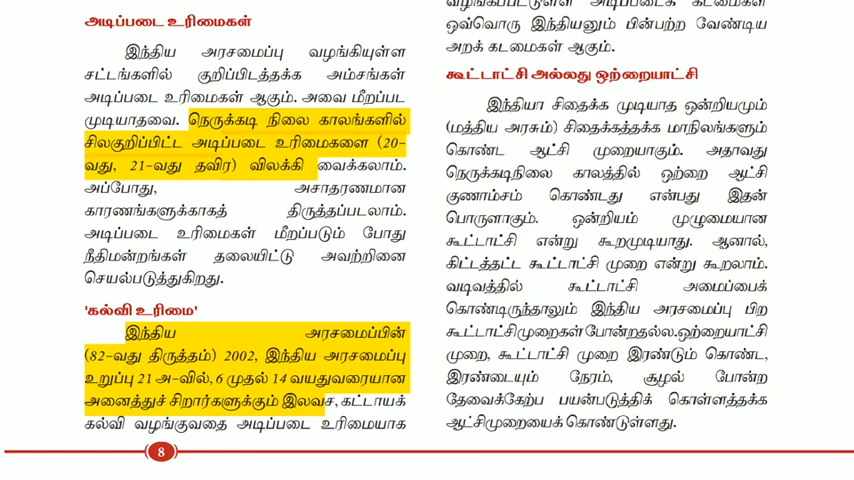 அடிப்படை உரிமைகள்
இந்திய அரசமைப்பு வழங்கியுள்ள
சட்டங்களில் குறிப்பிடத்தக்க அம்சங்கள்
அடிப்படை உரிமைகள் ஆகும். அவை மீறப்பட
முடியாதவை. நெருக்கடி நிலை காலங்களில்
சிலகுறிப்பிட்ட அடிப்படை உரிமைகளை (20-
வது, 21-வது தவிர) விலக்கி வைக்கலாம்.
அப்போது, அசாதரணமான
காரணங்களுக்காகத் திருத்தப்படலாம்.
அடிப்படை உரிமைகள் மீறப்படும் போது
நீதிமன்றங்கள் தலையிட்டு அவற்றினை
செயல்படுத்துகிறது.
'கல்வி உரிமை'
இந்திய அரசமைப்பின்
(82-வது திருத்தம்) 2002, இந்திய அரசமைப்பு
உறுப்பு 21 அ-வில், 6 முதல் 14 வயதுவரையான
அனைத்துச் சிறார்களுக்கும் இலவச, கட்டாயக்
கல்வி வழங்குவதை அடிப்படை உரிமையாக
வழங்கப்பட்டுள்ள அடிப்படைக் கடமைகள்
ஒவ்வொரு இந்தியனும் பின்பற்ற வேண்டிய
அறக் கடமைகள் ஆகும்.
கூட்டாட்சி அல்லது ஒற்றையாட்சி
இந்தியா சிதைக்க முடியாத ஒன்றியமும்
(மத்திய அரசும்) சிதைக்கத்தக்க மாநிலங்களும்
கொண்ட ஆட்சி முறையாகும். அதாவது
நெருக்கடிநிலை காலத்தில் ஒற்றை ஆட்சி
குணாம்சம் கொண்டது என்பது இதன்
பொருளாகும். ஒன்றியம் முழுமையான
கூட்டாட்சி என்று கூறமுடியாது. ஆனால்,
கிட்டத்தட்ட கூட்டாட்சி முறை என்று கூறலாம்.
வடிவத்தில் கூட்டாட்சி அமைப்பைக்
கொண்டிருந்தாலும் இந்திய அரசமைப்பு பிற
கூட்டாட்சிமுறைகள் போன்றதல்ல.ஒற்றையாட்சி
முறை, கூட்டாட்சி முறை இரண்டும் கொண்ட,
இரண்டையும் நேரம், சூழல் போன்ற
தேவைக்கேற்ப பயன்படுத்திக் கொள்ளத்தக்க
ஆட்சிமுறையைக் கொண்டுள்ளது.
8